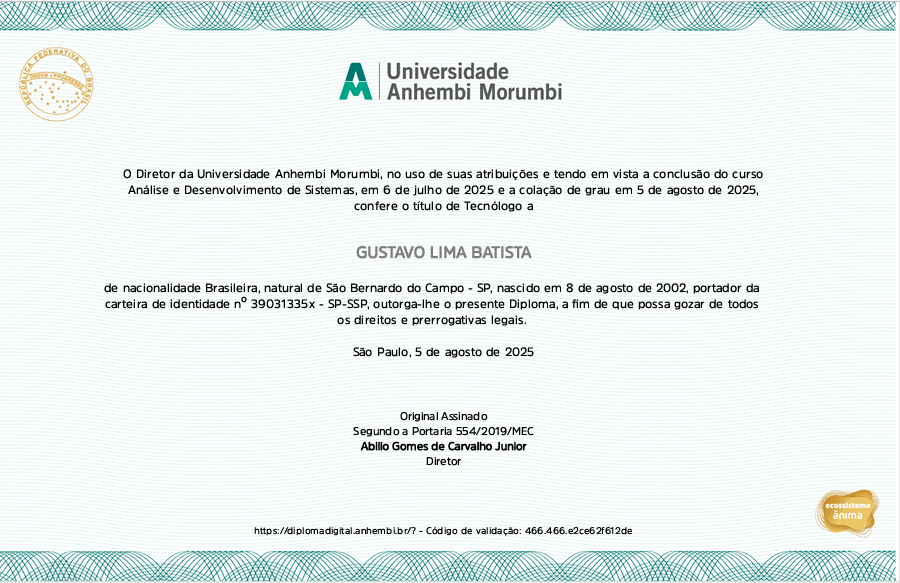 REPÚBLICA FEDERATIVA DO BRASIL
ORDEM E PROGRESSO
Universidade
Anhembi Morumbi
O Diretor da Universidade Anhembi Morumbi, no uso de suas atribuições e tendo em vista a conclusão do curso
Análise e Desenvolvimento de Sistemas, em 6 de julho de 2025 e a colação de grau em 5 de agosto de 2025,
confere o título de Tecnólogo a
GUSTAVO LIMA BATISTA
de nacionalidade Brasileira, natural de São Bernardo do Campo - SP, nascido em 8 de agosto de 2002, portador da
carteira de identidade nº 39031335x - SP-SSP, outorga-lhe o presente Diploma, a fim de que possa gozar de todos
os direitos e prerrogativas legais.
São Paulo, 5 de agosto de 2025
Original Assinado
Segundo a Portaria 554/2019/MEC
Abilio Gomes de Carvalho Junior
Diretor
ecossistema
ânima
https://diplomadigital.anhembi.br/? - Código de validação: 466.466.e2ce62f612de